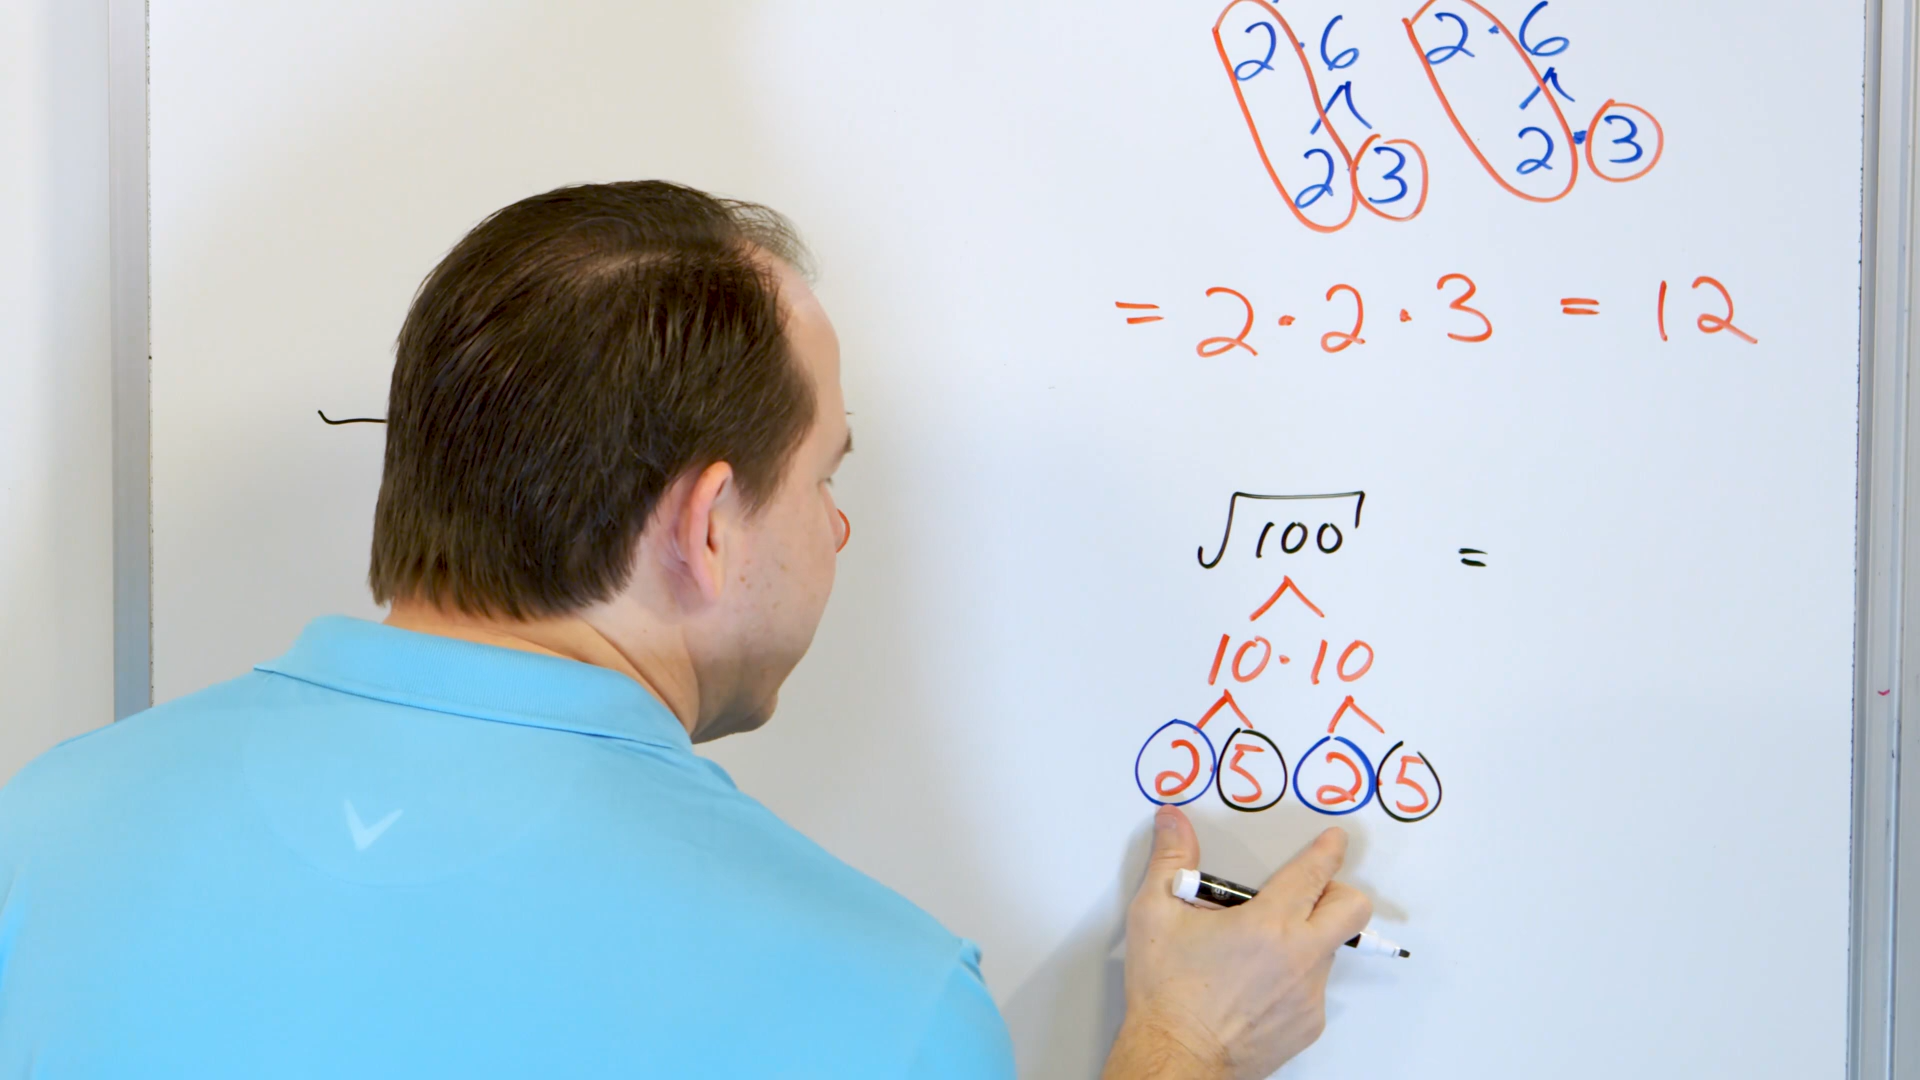 2 · 6 2 · 6
2 3 2 · 3
= 2 · 2 · 3 = 12
√100 =
10 · 10
2 · 5 2 · 5